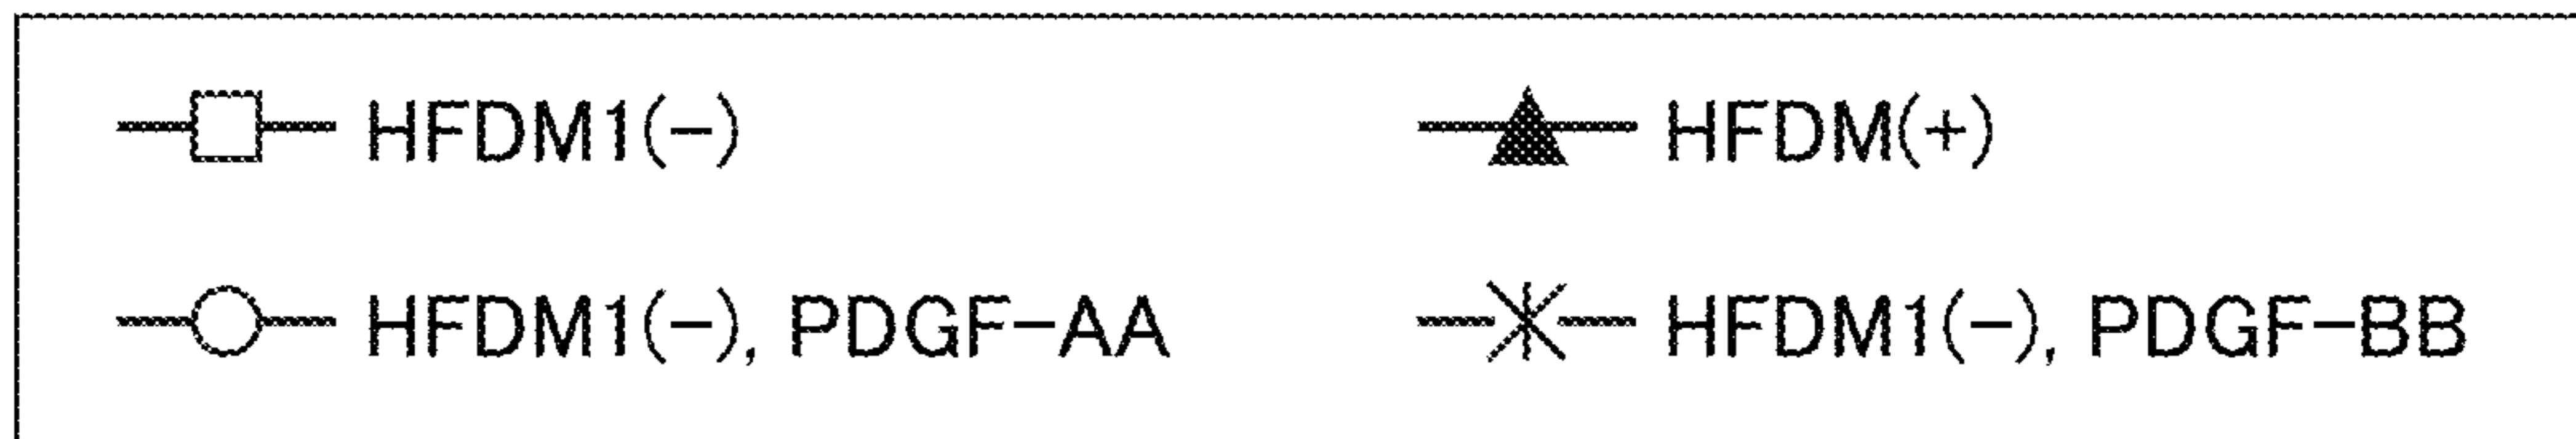 HFDM1(−) HFDM(+)
HFDM1(−), PDGF−AA HFDM1(−), PDGF−BB